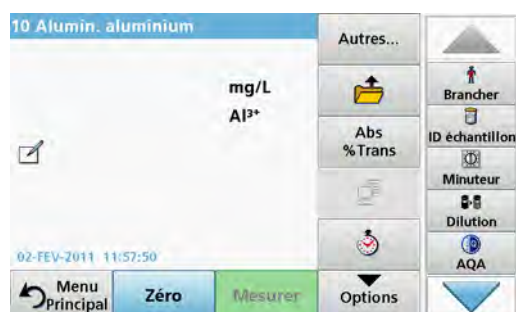 10 Alumin. aluminium
mg/L
Al³⁺
02-FEV-2011 11:57:50
Menu Principal
Zéro
Mesurer
Autres...
Abs
%Trans
Options
Brancher
ID échantillon
Minuteur
Dilution
AQA